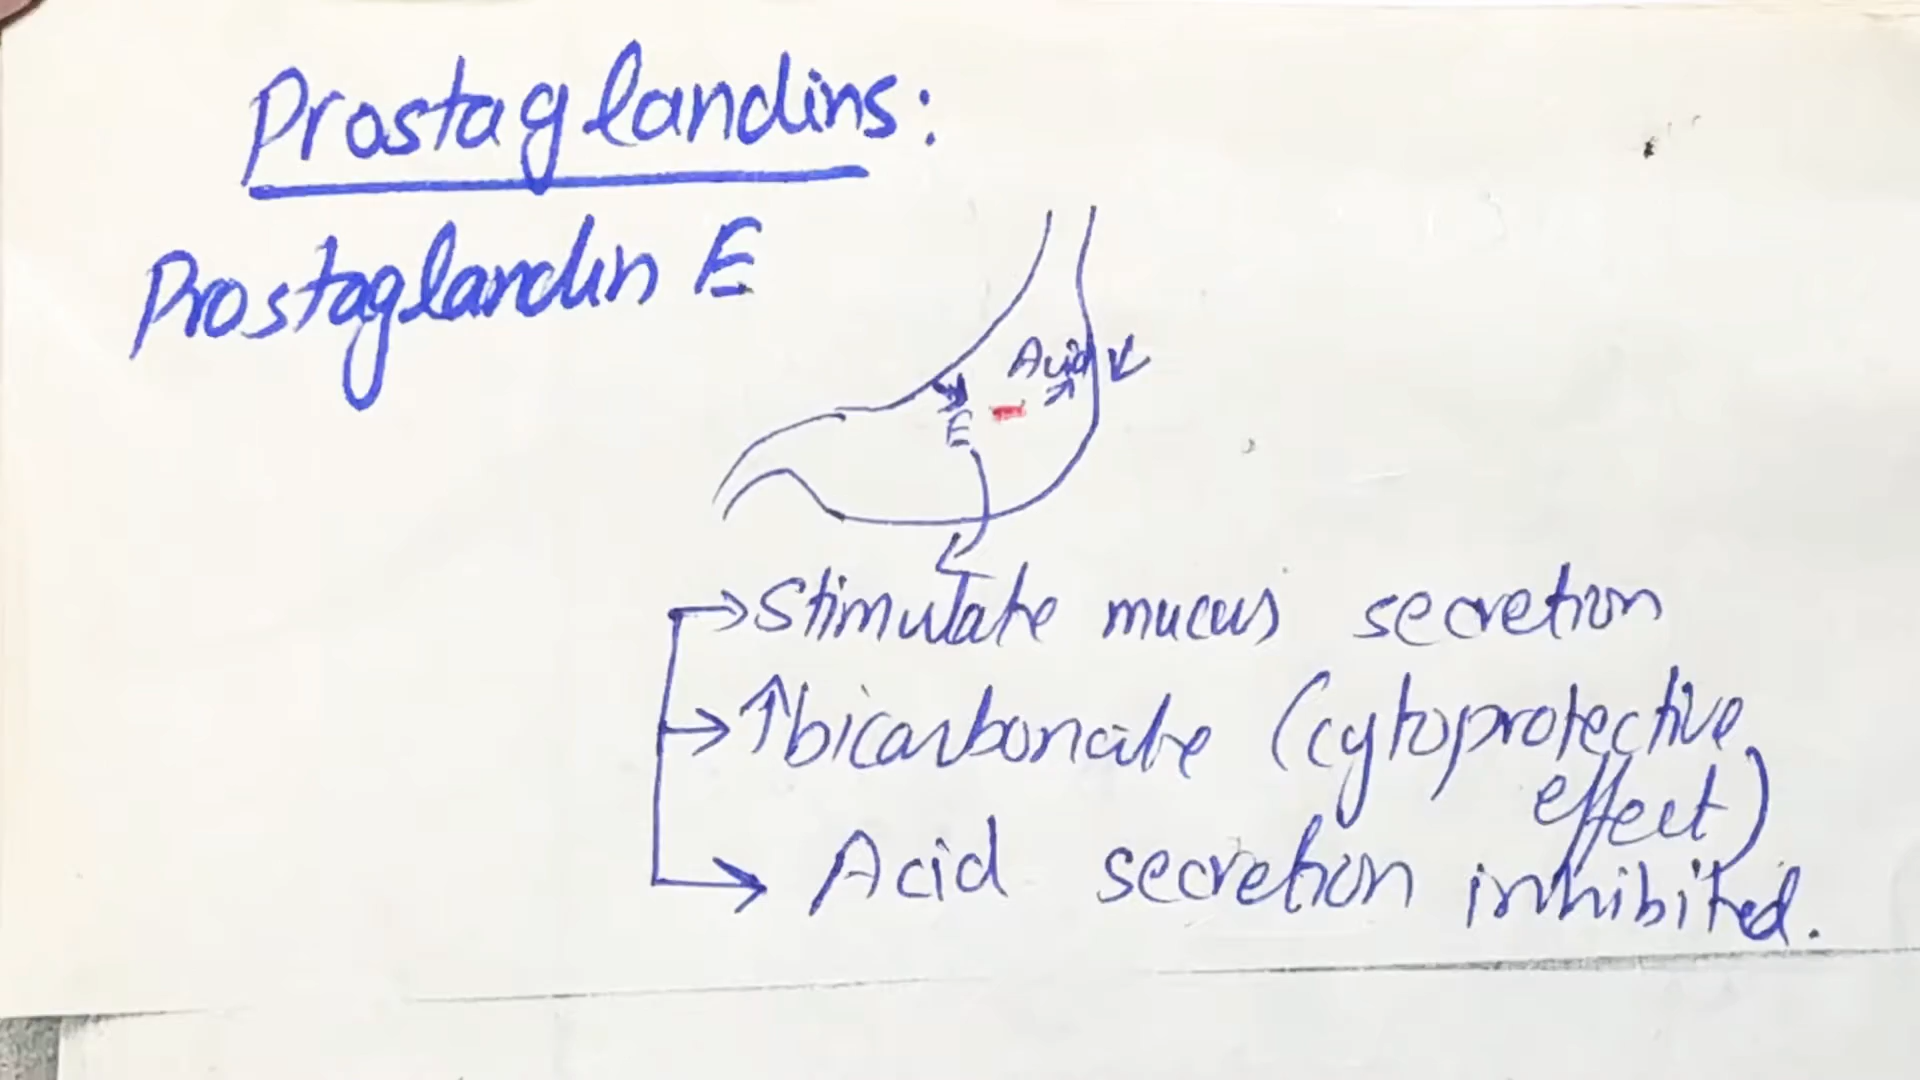 Prostaglandins:
Prostaglandin E
Acid
E
Stimulate mucus secretion
↑bicarbonate (cytoprotective
effect)
Acid secretion inhibited.